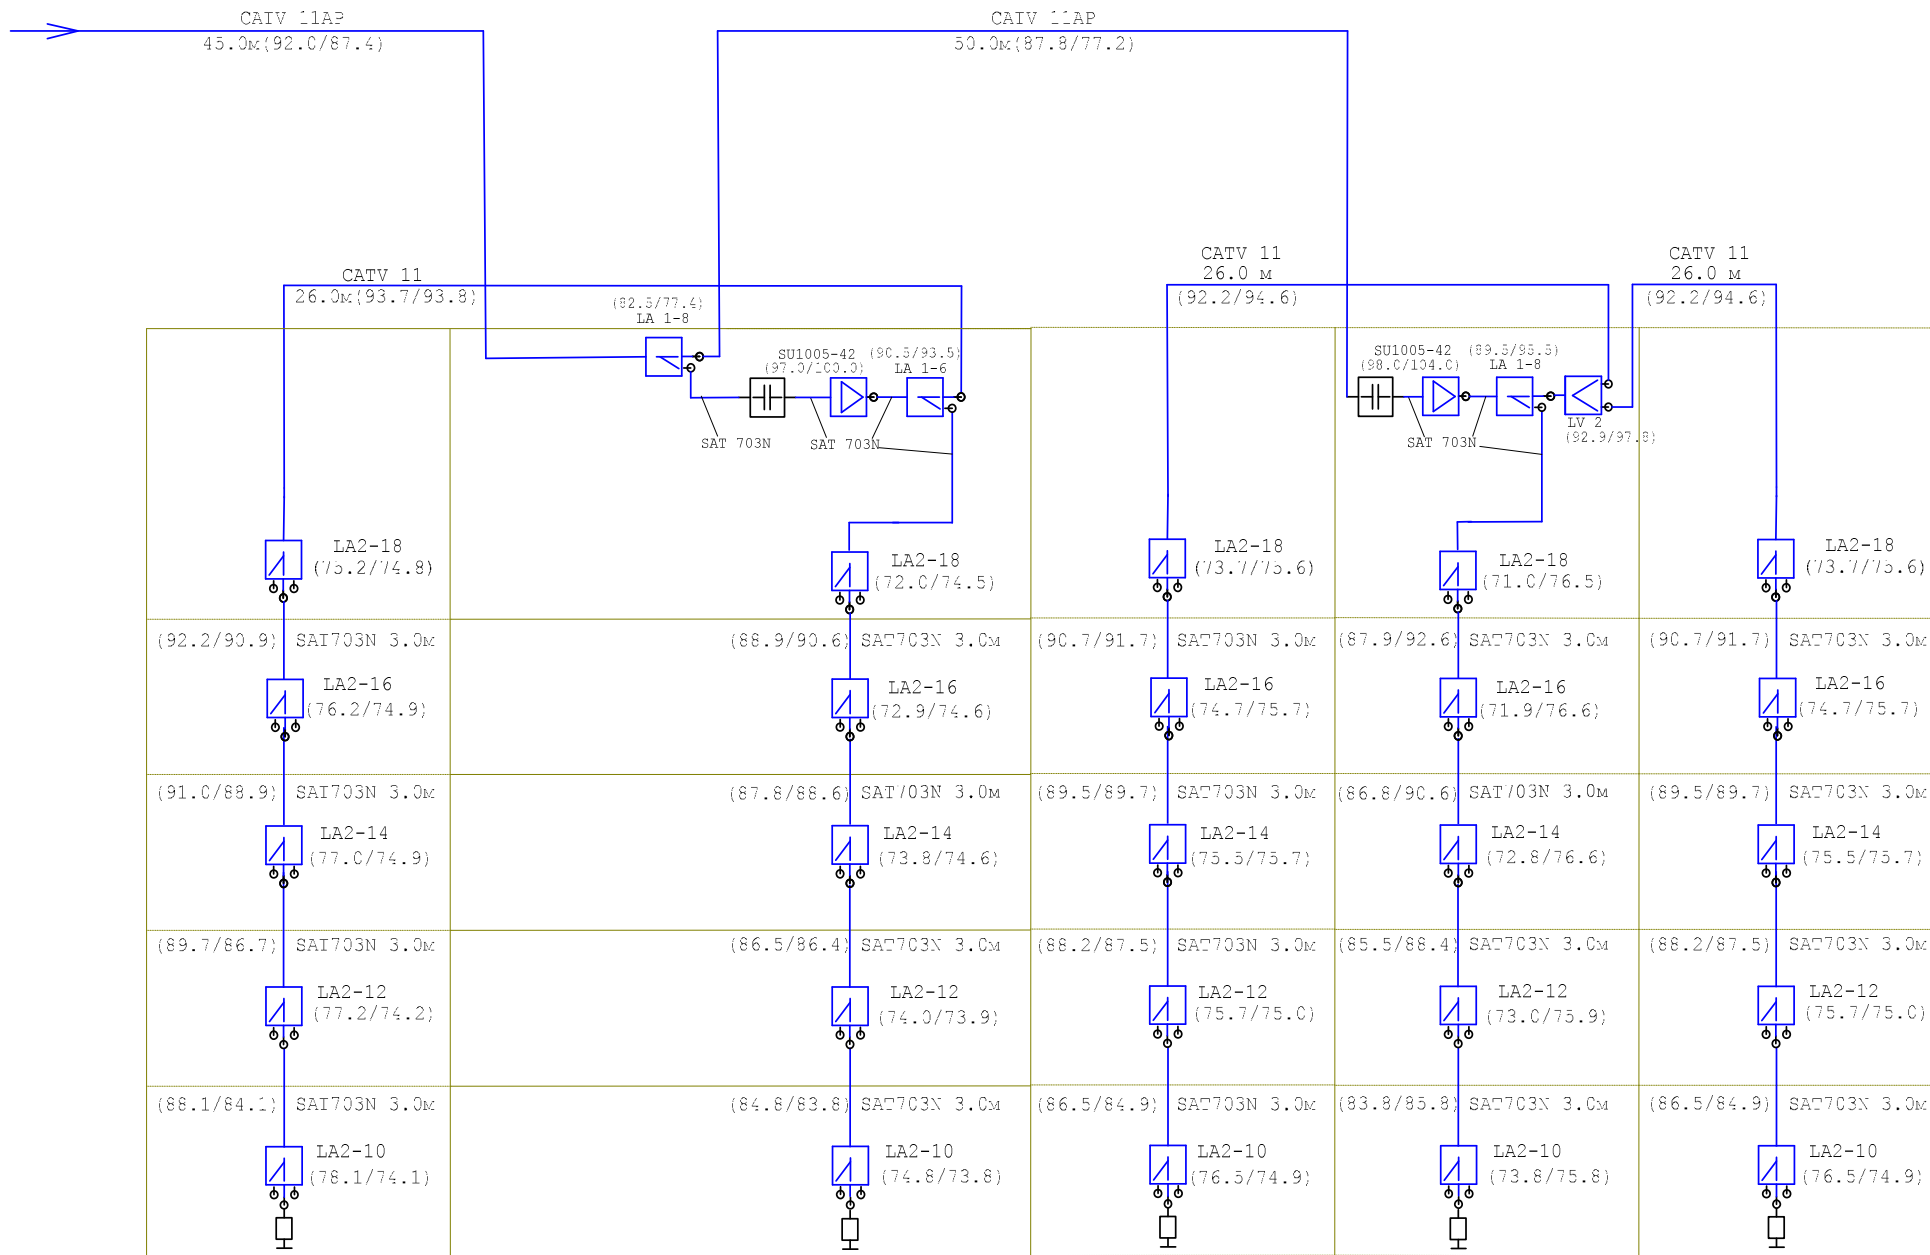 CATV 11AP
45.0м(92.0/87.4)
CATV 11AP
50.0м(87.8/77.2)
CATV 11
26.0м(93.7/93.8)
(82.5/77.4)
LA 1-8
SU1005-42
(97.0/100.0)
(90.5/93.5)
LA 1-6
SAT 703N
SAT 703N
CATV 11
26.0 м
(92.2/94.6)
CATV 11
26.0 м
(92.2/94.6)
SU1005-42
(98.0/104.0)
(89.5/95.5)
LA 1-8
LV 2
(92.9/97.8)
SAT 703N
LA2-18
(75.2/74.8)
LA2-18
(72.0/74.5)
LA2-18
(73.7/75.6)
LA2-18
(71.0/76.5)
LA2-18
(73.7/75.6)
(92.2/90.9) SAT703N 3.0м
(88.9/90.6) SAT703N 3.0м
(90.7/91.7) SAT703N 3.0м
(87.9/92.6) SAT703N 3.0м
(90.7/91.7) SAT703N 3.0м
LA2-16
(76.2/74.9)
LA2-16
(72.9/74.6)
LA2-16
(74.7/75.7)
LA2-16
(71.9/76.6)
LA2-16
(74.7/75.7)
(91.0/88.9) SAT703N 3.0м
(87.8/88.6) SAT703N 3.0м
(89.5/89.7) SAT703N 3.0м
(86.8/90.6) SAT703N 3.0м
(89.5/89.7) SAT703N 3.0м
LA2-14
(77.0/74.9)
LA2-14
(73.8/74.6)
LA2-14
(75.5/75.7)
LA2-14
(72.8/76.6)
LA2-14
(75.5/75.7)
(89.7/86.7) SAT703N 3.0м
(86.5/86.4) SAT703N 3.0м
(88.2/87.5) SAT703N 3.0м
(85.5/88.4) SAT703N 3.0м
(88.2/87.5) SAT703N 3.0м
LA2-12
(77.2/74.2)
LA2-12
(74.0/73.9)
LA2-12
(75.7/75.0)
LA2-12
(73.0/75.9)
LA2-12
(75.7/75.0)
(88.1/84.1) SAT703N 3.0м
(84.8/83.8) SAT703N 3.0м
(86.5/84.9) SAT703N 3.0м
(83.8/85.8) SAT703N 3.0м
(86.5/84.9) SAT703N 3.0м
LA2-10
(78.1/74.1)
LA2-10
(74.8/73.8)
LA2-10
(76.5/74.9)
LA2-10
(73.8/75.8)
LA2-10
(76.5/74.9)